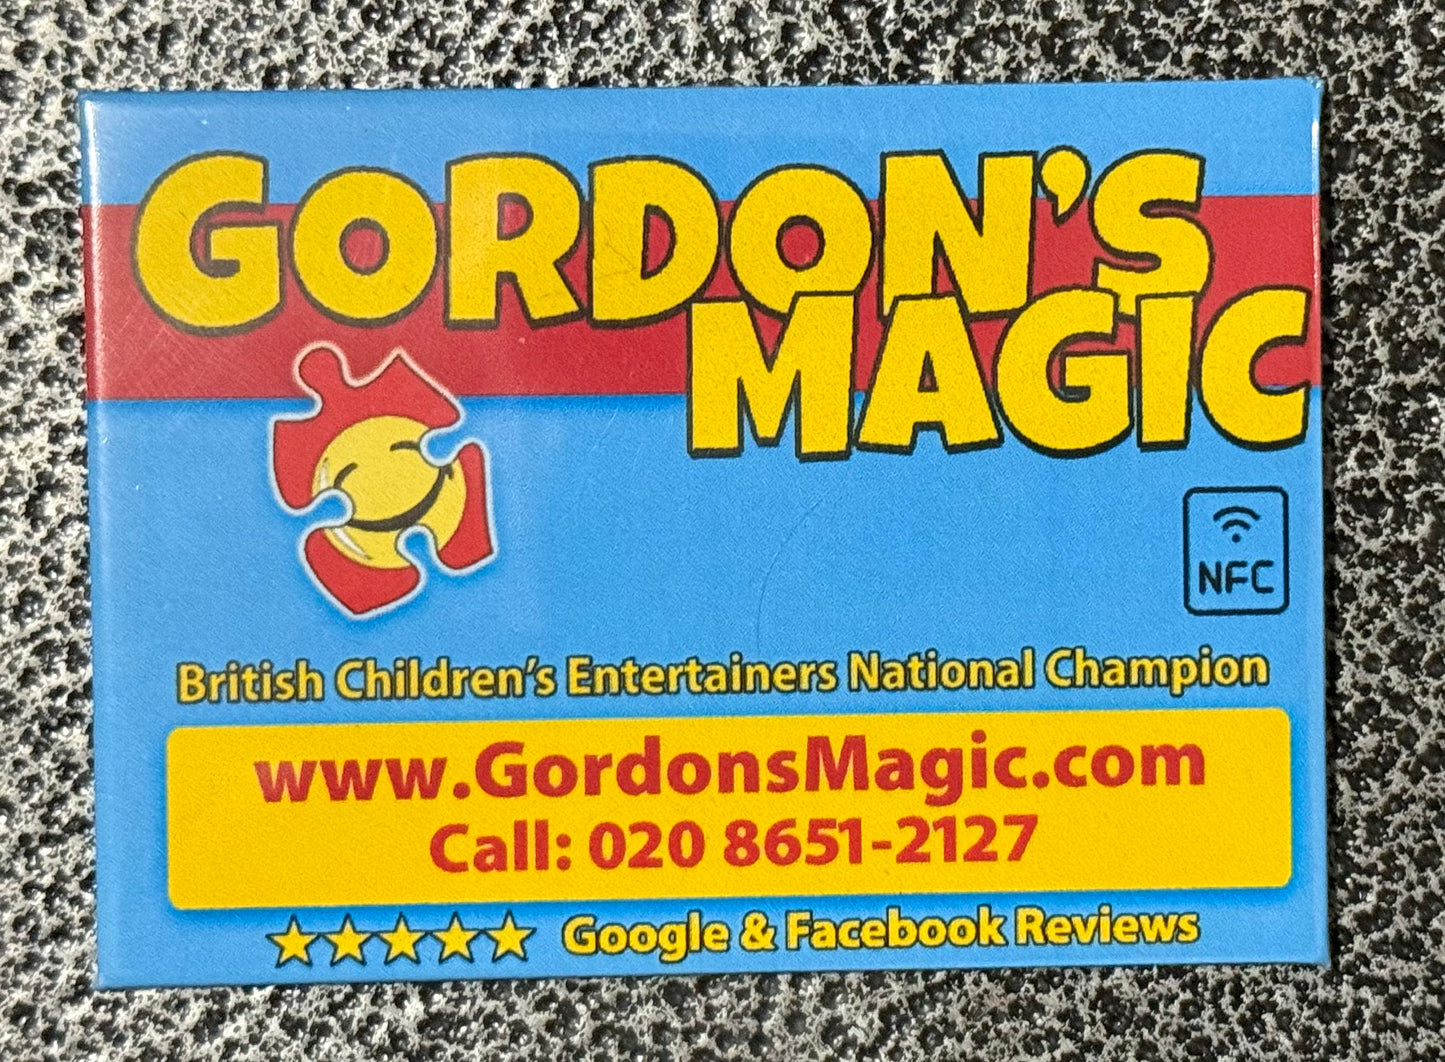 GORDON'S
MAGIC
NFC
British Children's Entertainers National Champion
www.GordonsMagic.com
Call: 020 8651-2127
Google & Facebook Reviews